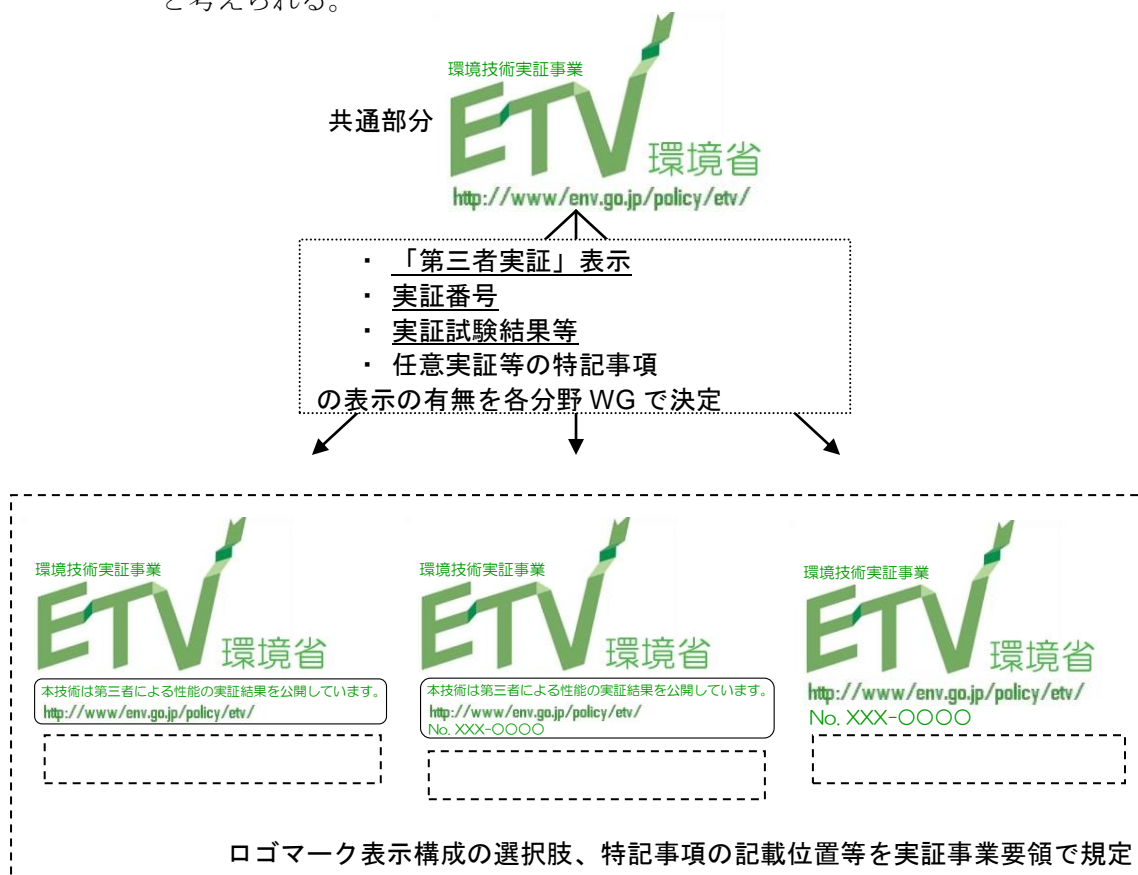 と考えられる。
環境技術実証事業
共通部分
ETV
環境省
http://www/env.go.jp/policy/etv/
・ 「第三者実証」表示
・ 実証番号
・ 実証試験結果等
・ 任意実証等の特記事項
の表示の有無を各分野 WG で決定
環境技術実証事業
ETV
環境省
本技術は第三者による性能の実証結果を公開しています。
http://www/env.go.jp/policy/etv/
環境技術実証事業
ETV
環境省
本技術は第三者による性能の実証結果を公開しています。
http://www/env.go.jp/policy/etv/
No. XXX-〇〇〇〇
環境技術実証事業
ETV
環境省
http://www/env.go.jp/policy/etv/
No. XXX-〇〇〇〇
ロゴマーク表示構成の選択肢、特記事項の記載位置等を実証事業要領で規定